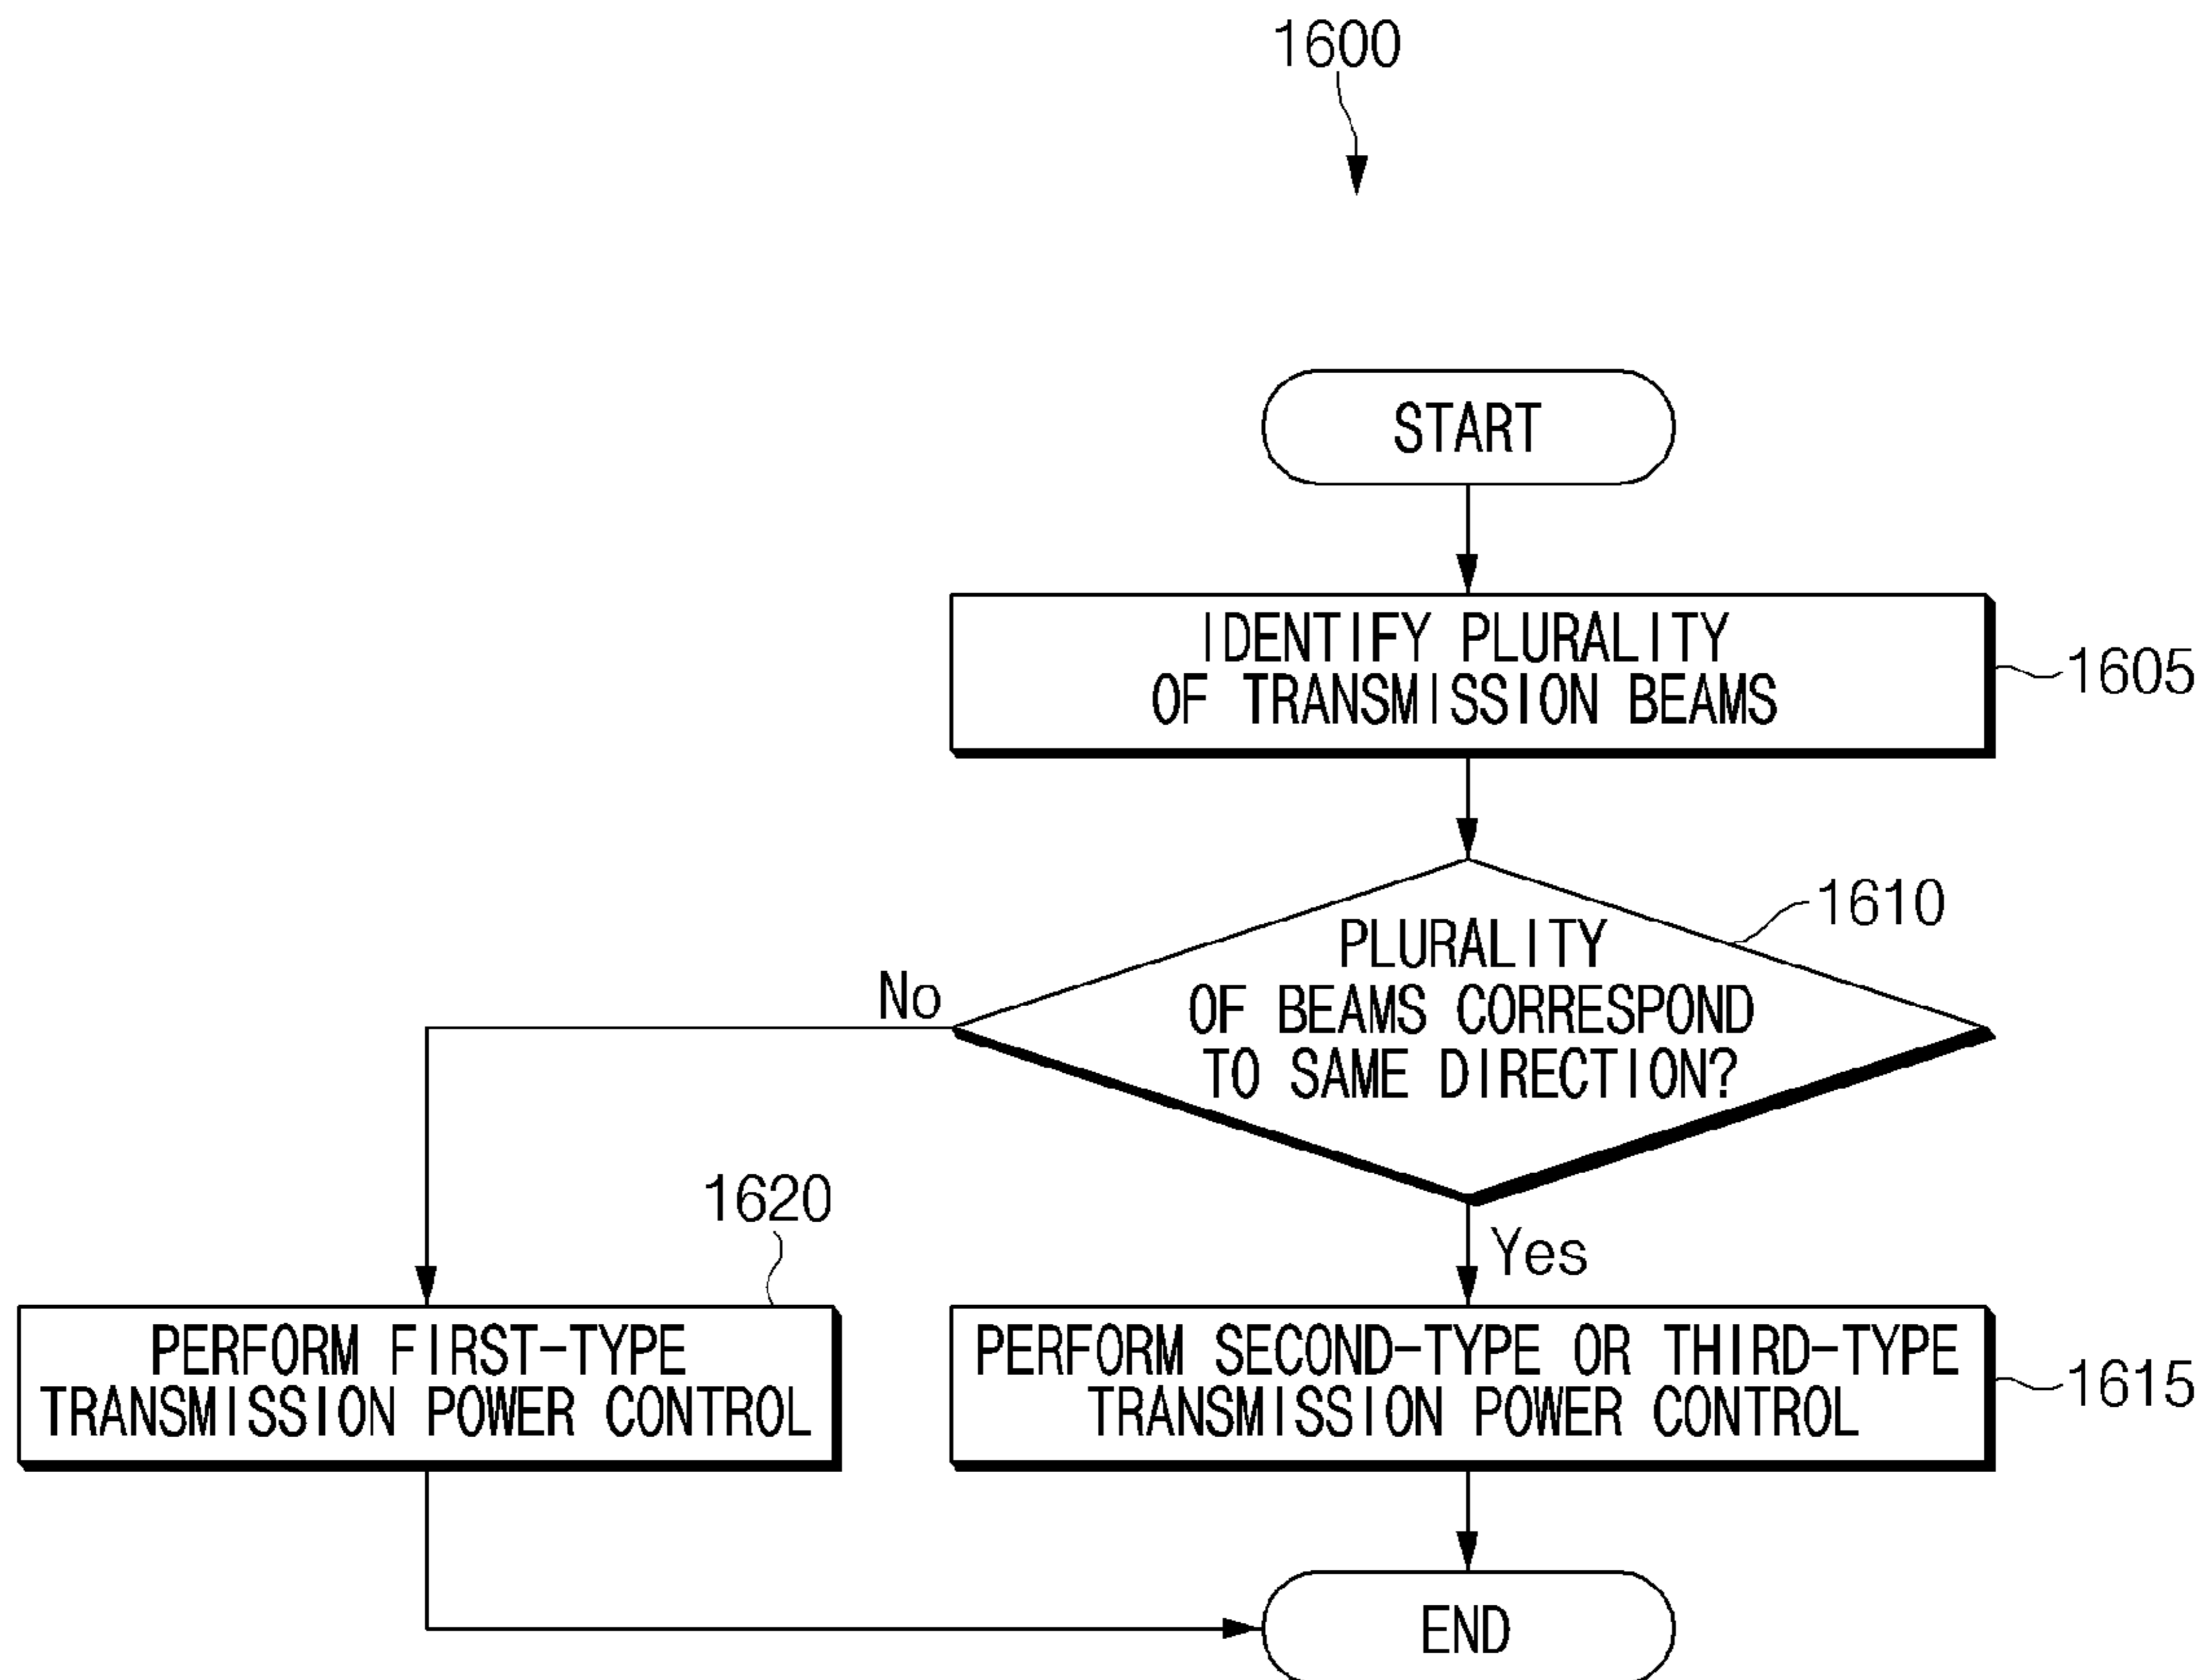 1600
START
IDENTIFY PLURALITY
OF TRANSMISSION BEAMS
1605
1610
PLURALITY
OF BEAMS CORRESPOND
TO SAME DIRECTION?
No
Yes
1620
PERFORM FIRST-TYPE
TRANSMISSION POWER CONTROL
PERFORM SECOND-TYPE OR THIRD-TYPE
TRANSMISSION POWER CONTROL
1615
END